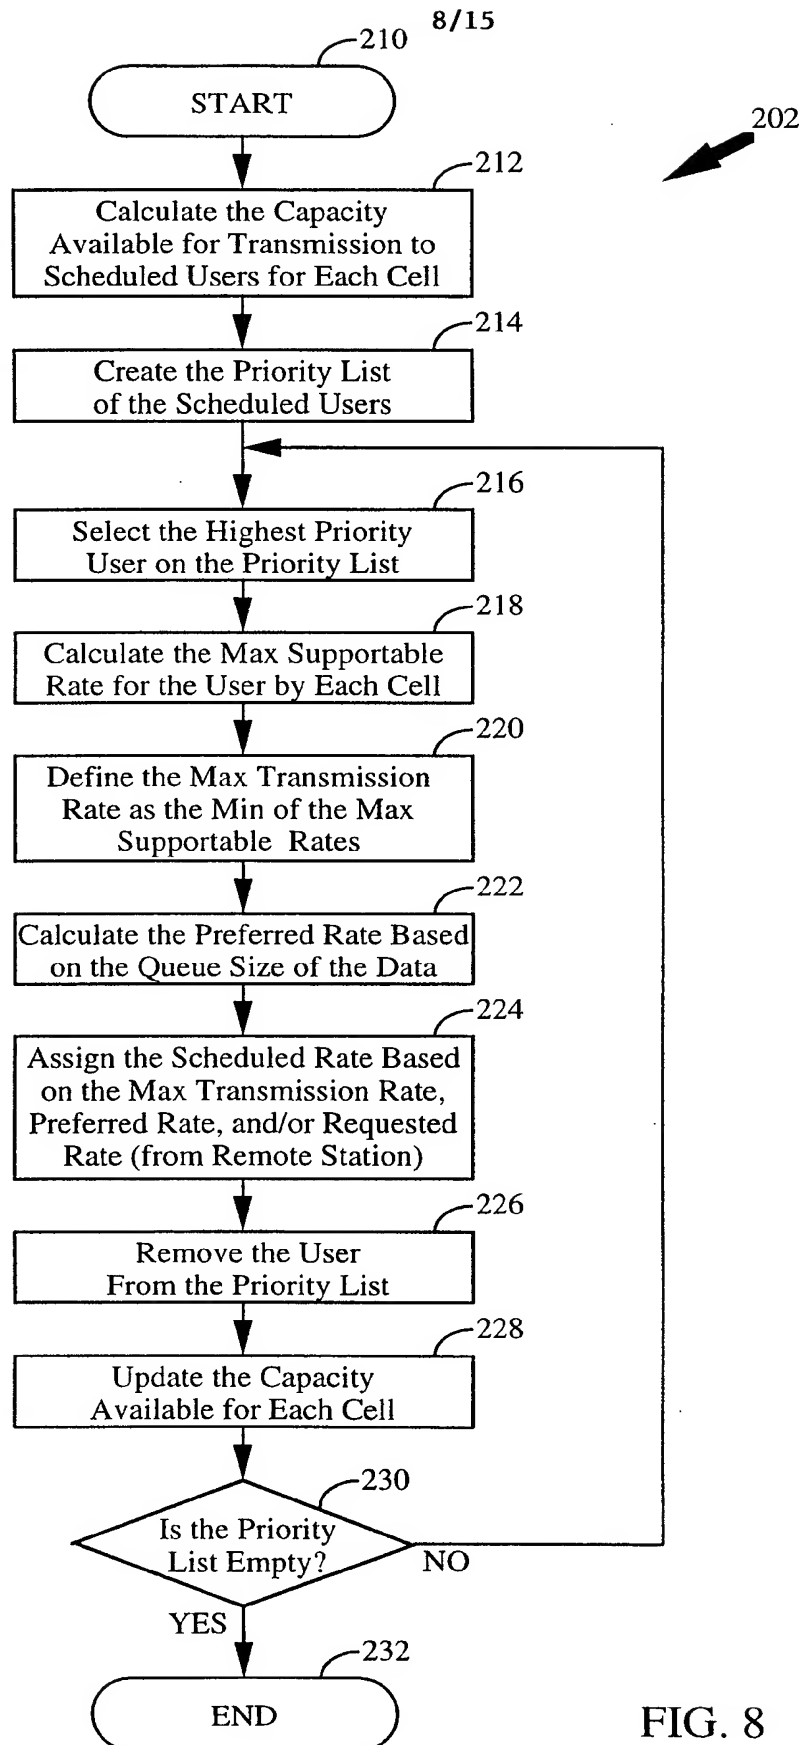 8/15
210
START
202
212
Calculate the Capacity
Available for Transmission to
Scheduled Users for Each Cell
214
Create the Priority List
of the Scheduled Users
216
Select the Highest Priority
User on the Priority List
218
Calculate the Max Supportable
Rate for the User by Each Cell
220
Define the Max Transmission
Rate as the Min of the Max
Supportable Rates
222
Calculate the Preferred Rate Based
on the Queue Size of the Data
224
Assign the Scheduled Rate Based
on the Max Transmission Rate,
Preferred Rate, and/or Requested
Rate (from Remote Station)
226
Remove the User
From the Priority List
228
Update the Capacity
Available for Each Cell
230
Is the Priority
List Empty?
NO
YES
232
END
FIG. 8